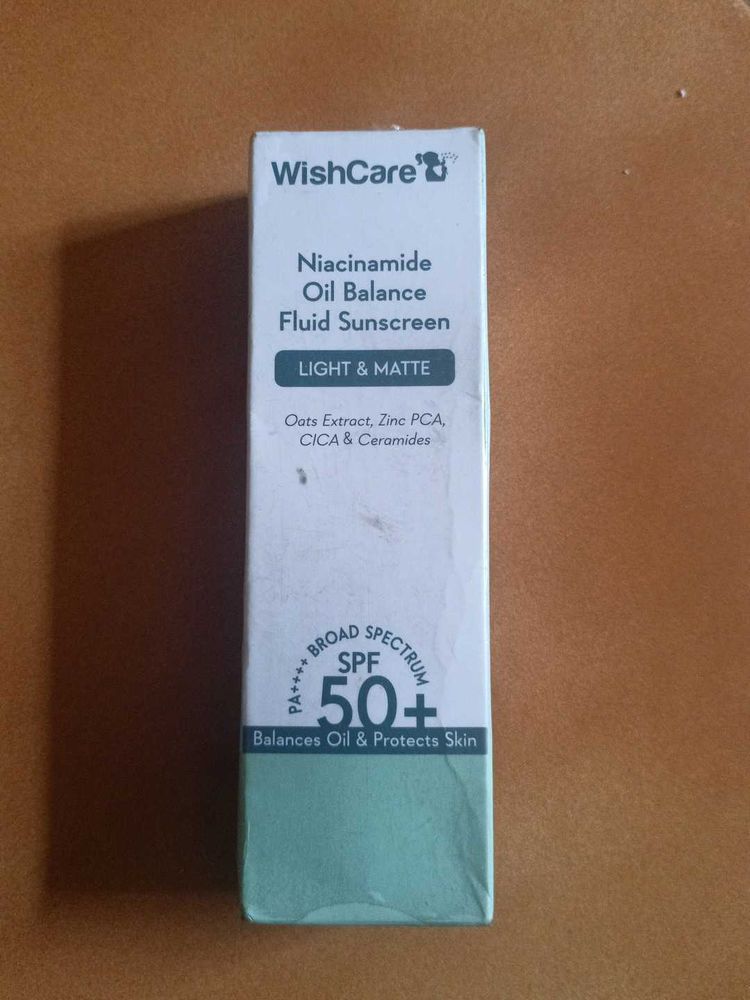 WishCare
Niacinamide
Oil Balance
Fluid Sunscreen
LIGHT & MATTE
Oats Extract, Zinc PCA,
CICA & Ceramides
PA++++ BROAD SPECTRUM
SPF
50+
Balances Oil & Protects Skin